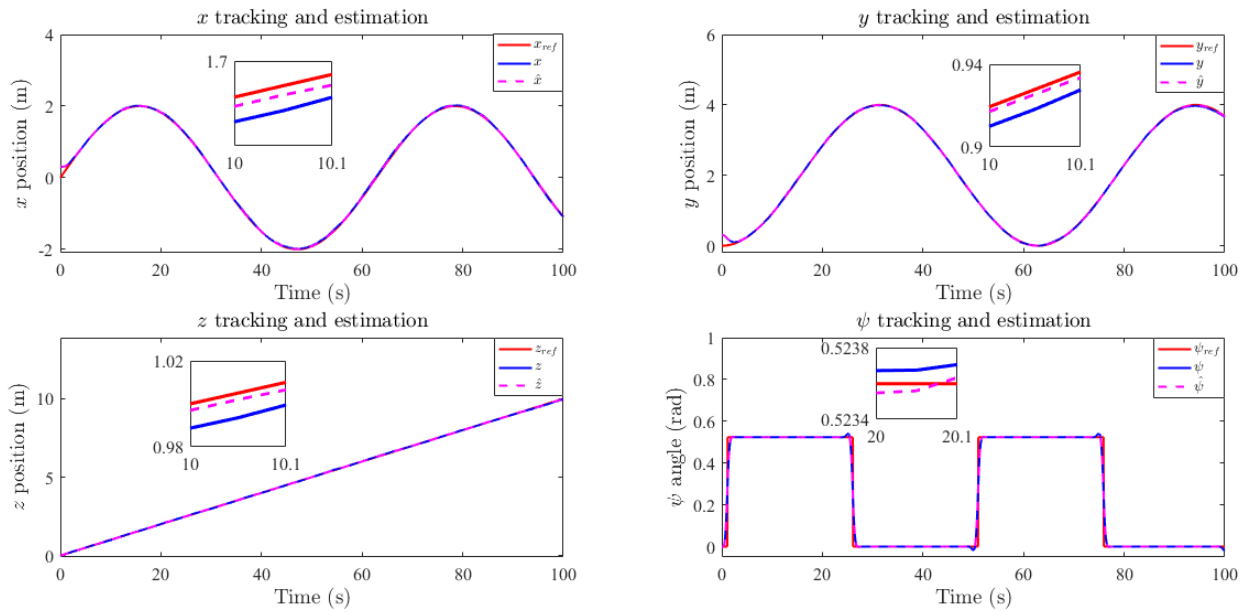 x tracking and estimation
4
2
0
-2
x position (m)
0 20 40 60 80 100
Time (s)
1.7
10 10.1
x_ref
x
x̂
y tracking and estimation
6
4
2
0
y position (m)
0 20 40 60 80 100
Time (s)
0.94
0.9
10 10.1
y_ref
y
ŷ
z tracking and estimation
10
5
0
z position (m)
0 20 40 60 80 100
Time (s)
1.02
0.98
10 10.1
z_ref
z
ẑ
ψ tracking and estimation
1
0.8
0.6
0.4
0.2
0
ψ angle (rad)
0 20 40 60 80 100
Time (s)
0.5238
0.5234
20 20.1
ψ_ref
ψ
ψ̂